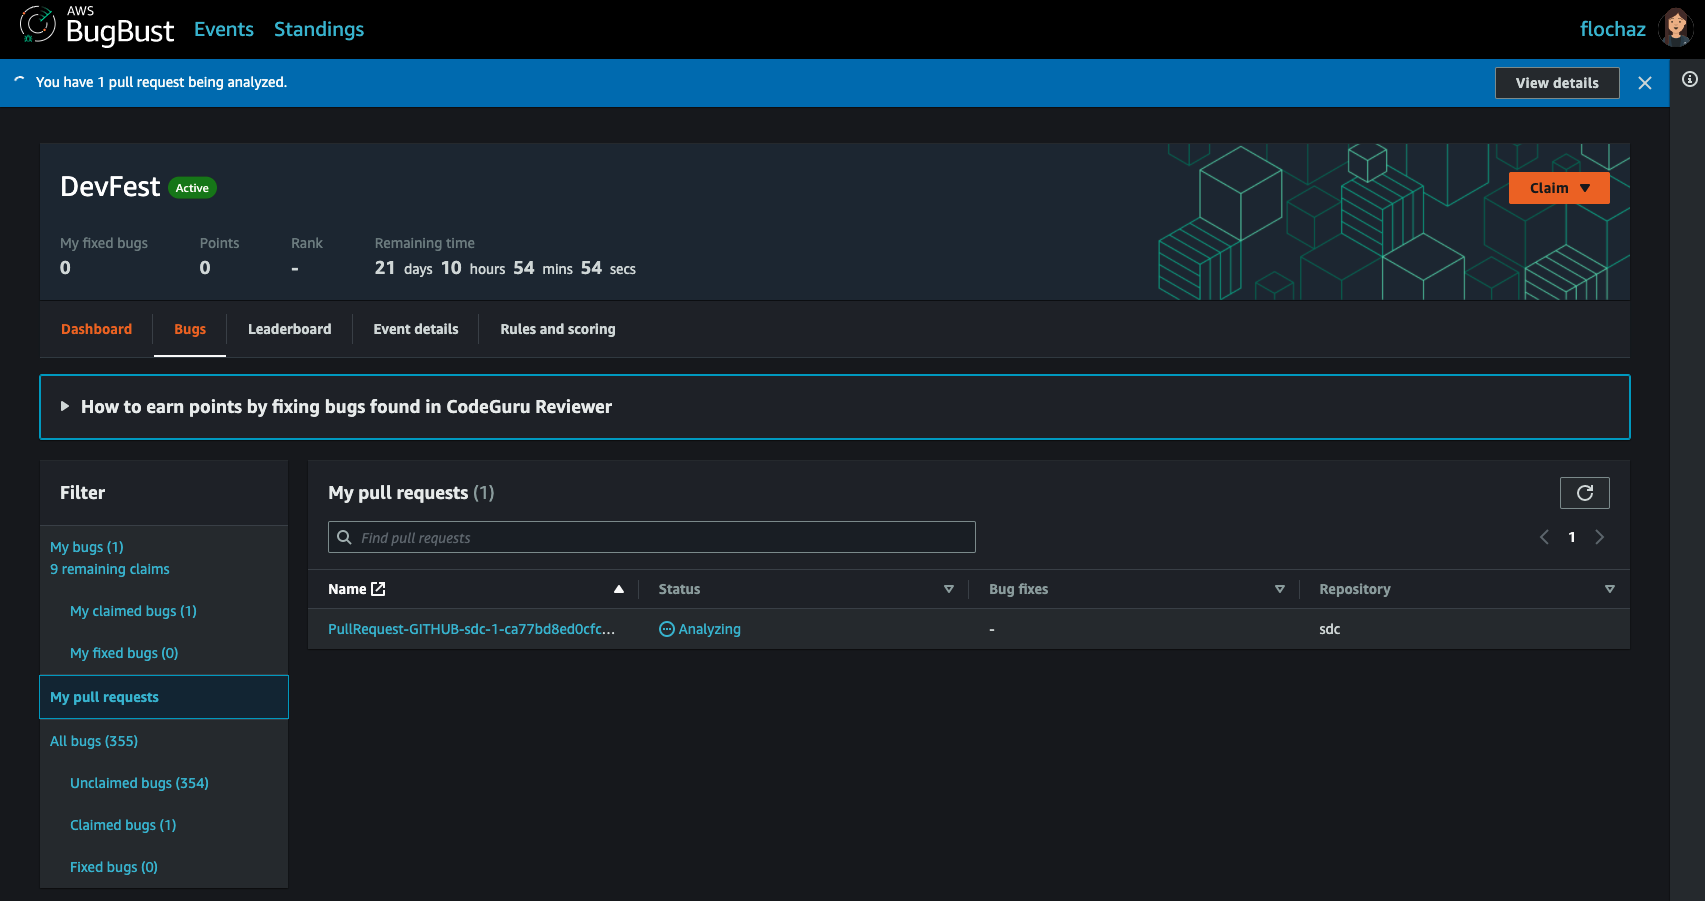 AWS
BugBust Events Standings flochaz
You have 1 pull request being analyzed. View details
DevFest Active Claim
My fixed bugs Points Rank Remaining time
0 0 - 21 days 10 hours 54 mins 54 secs
Dashboard Bugs Leaderboard Event details Rules and scoring
How to earn points by fixing bugs found in CodeGuru Reviewer
Filter
My bugs (1)
9 remaining claims
My claimed bugs (1)
My fixed bugs (0)
My pull requests
All bugs (355)
Unclaimed bugs (354)
Claimed bugs (1)
Fixed bugs (0)
My pull requests (1)
Find pull requests
1
Name Status Bug fixes Repository
PullRequest-GITHUB-sdc-1-ca77bd8ed0cfc... Analyzing - sdc